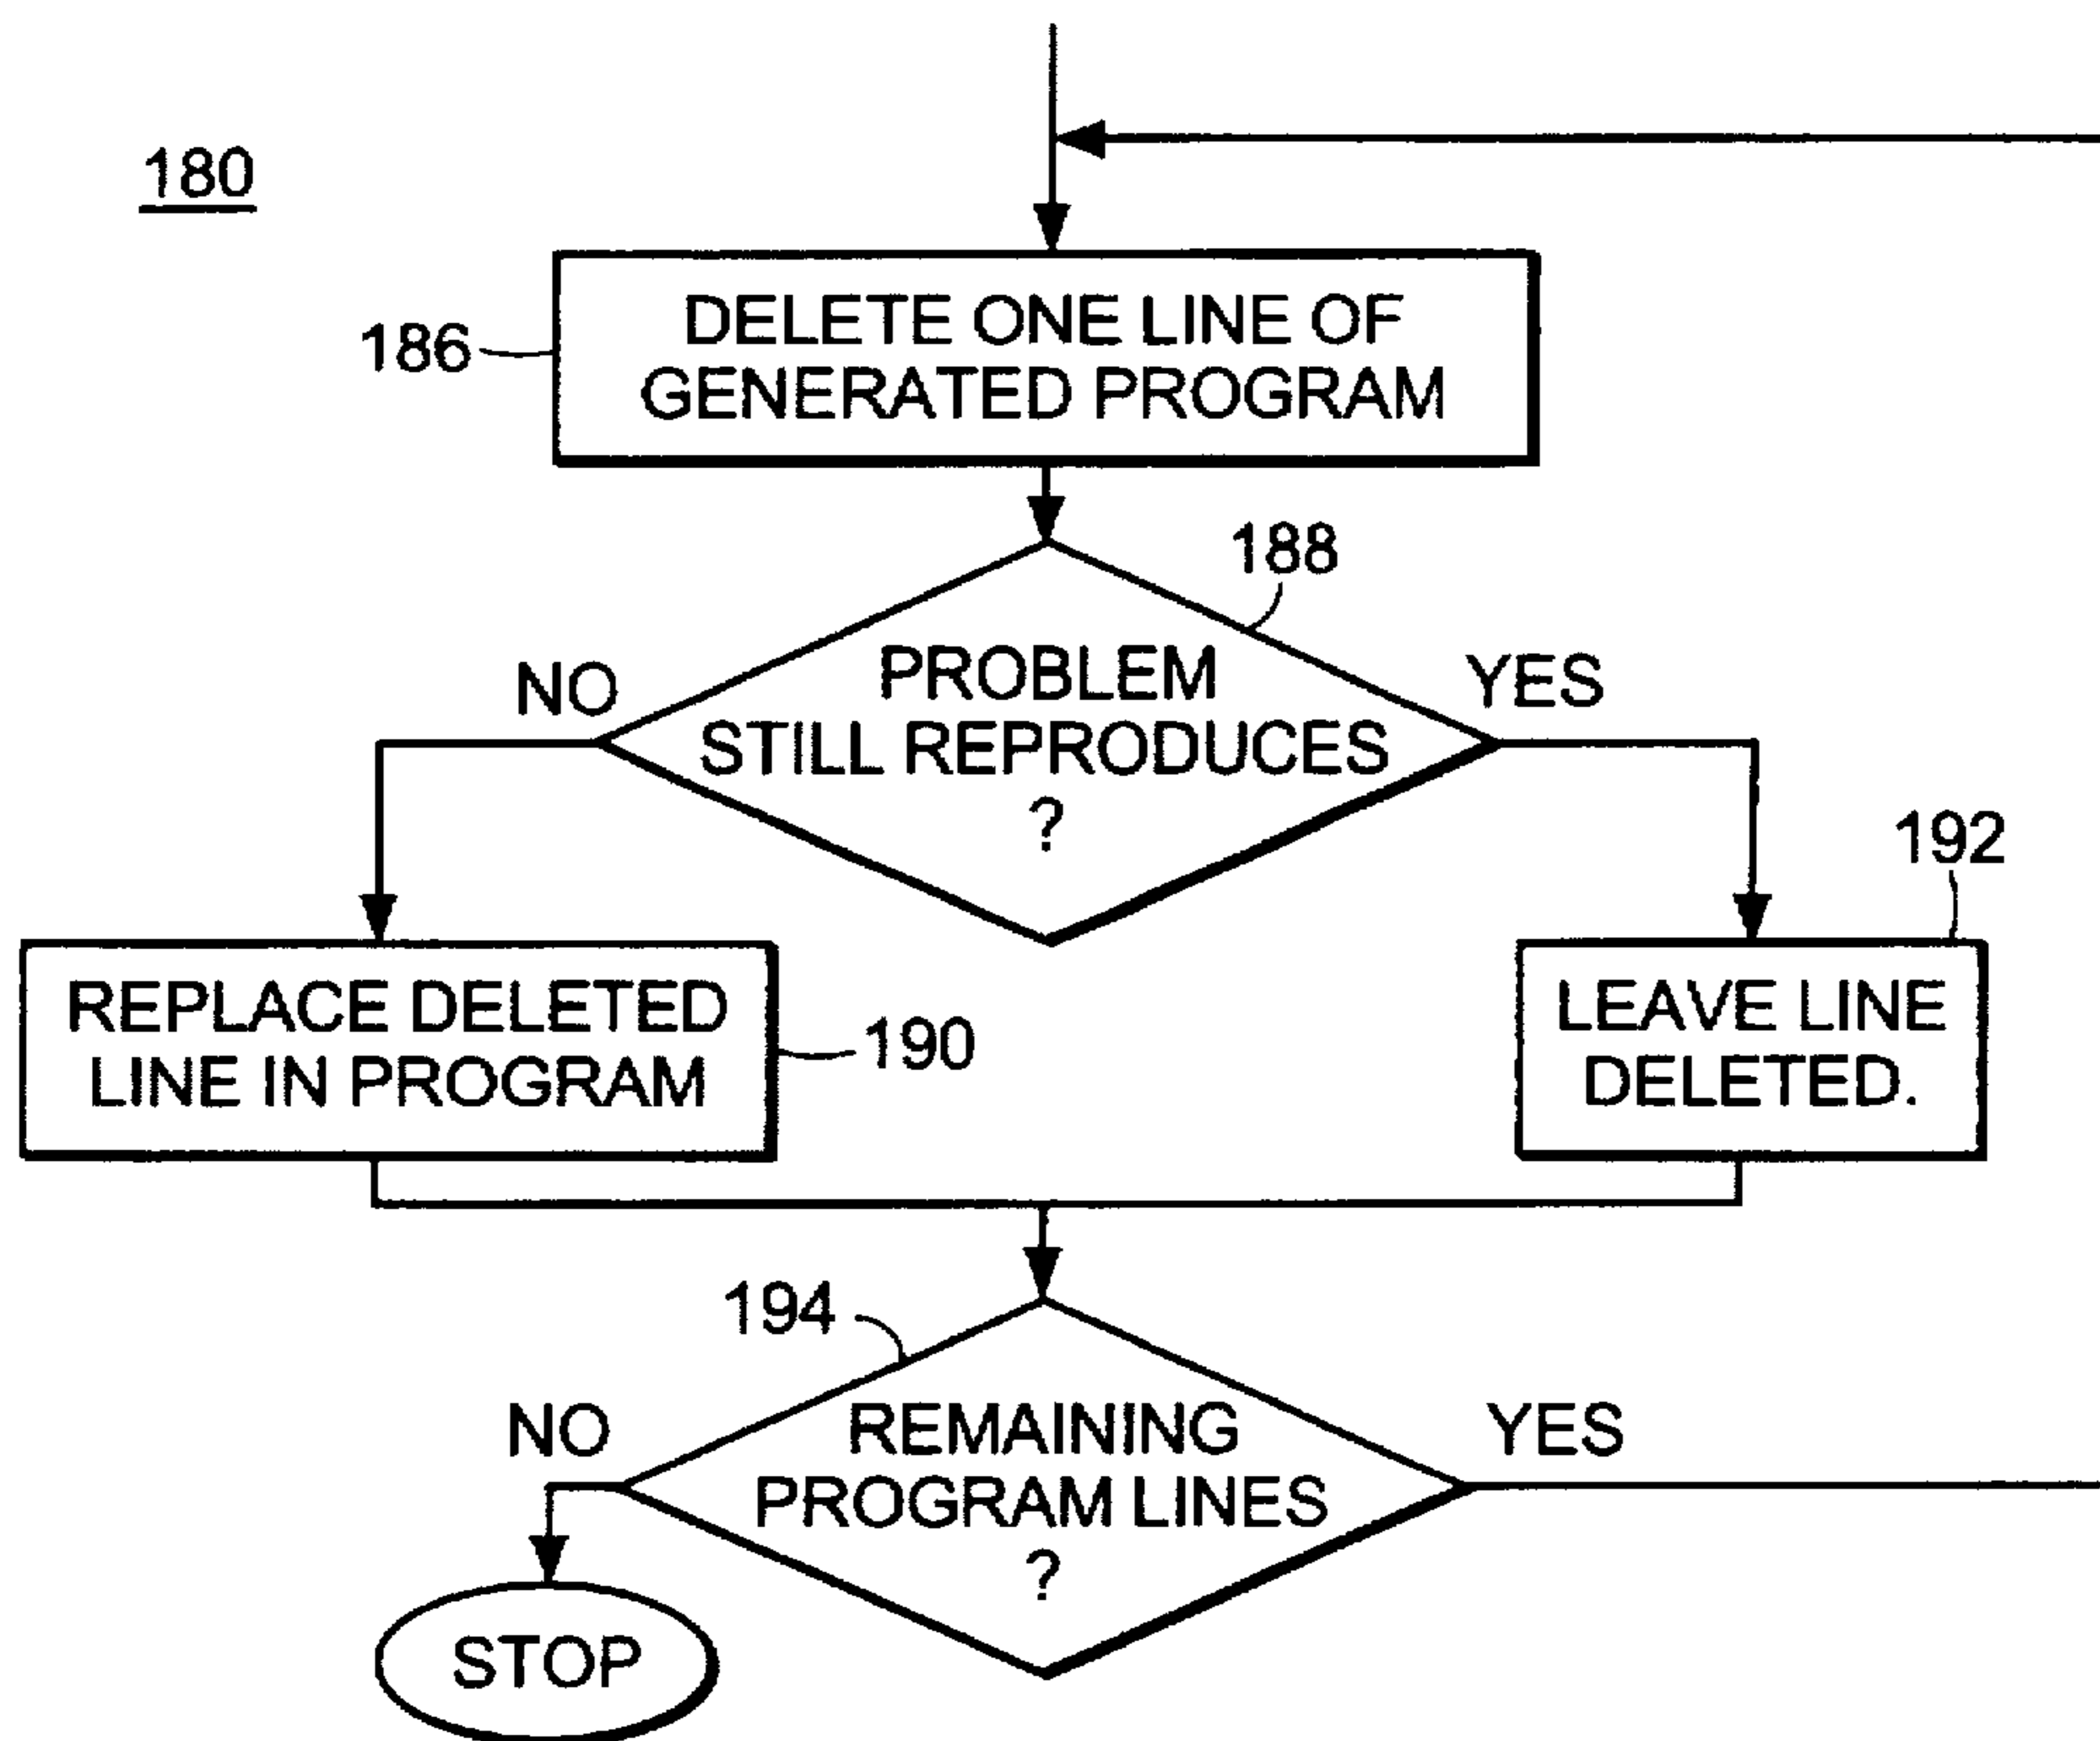 180
186
DELETE ONE LINE OF
GENERATED PROGRAM
188
NO
YES
PROBLEM
STILL REPRODUCES
?
192
REPLACE DELETED
LINE IN PROGRAM
190
LEAVE LINE
DELETED.
194
NO
YES
REMAINING
PROGRAM LINES
?
STOP